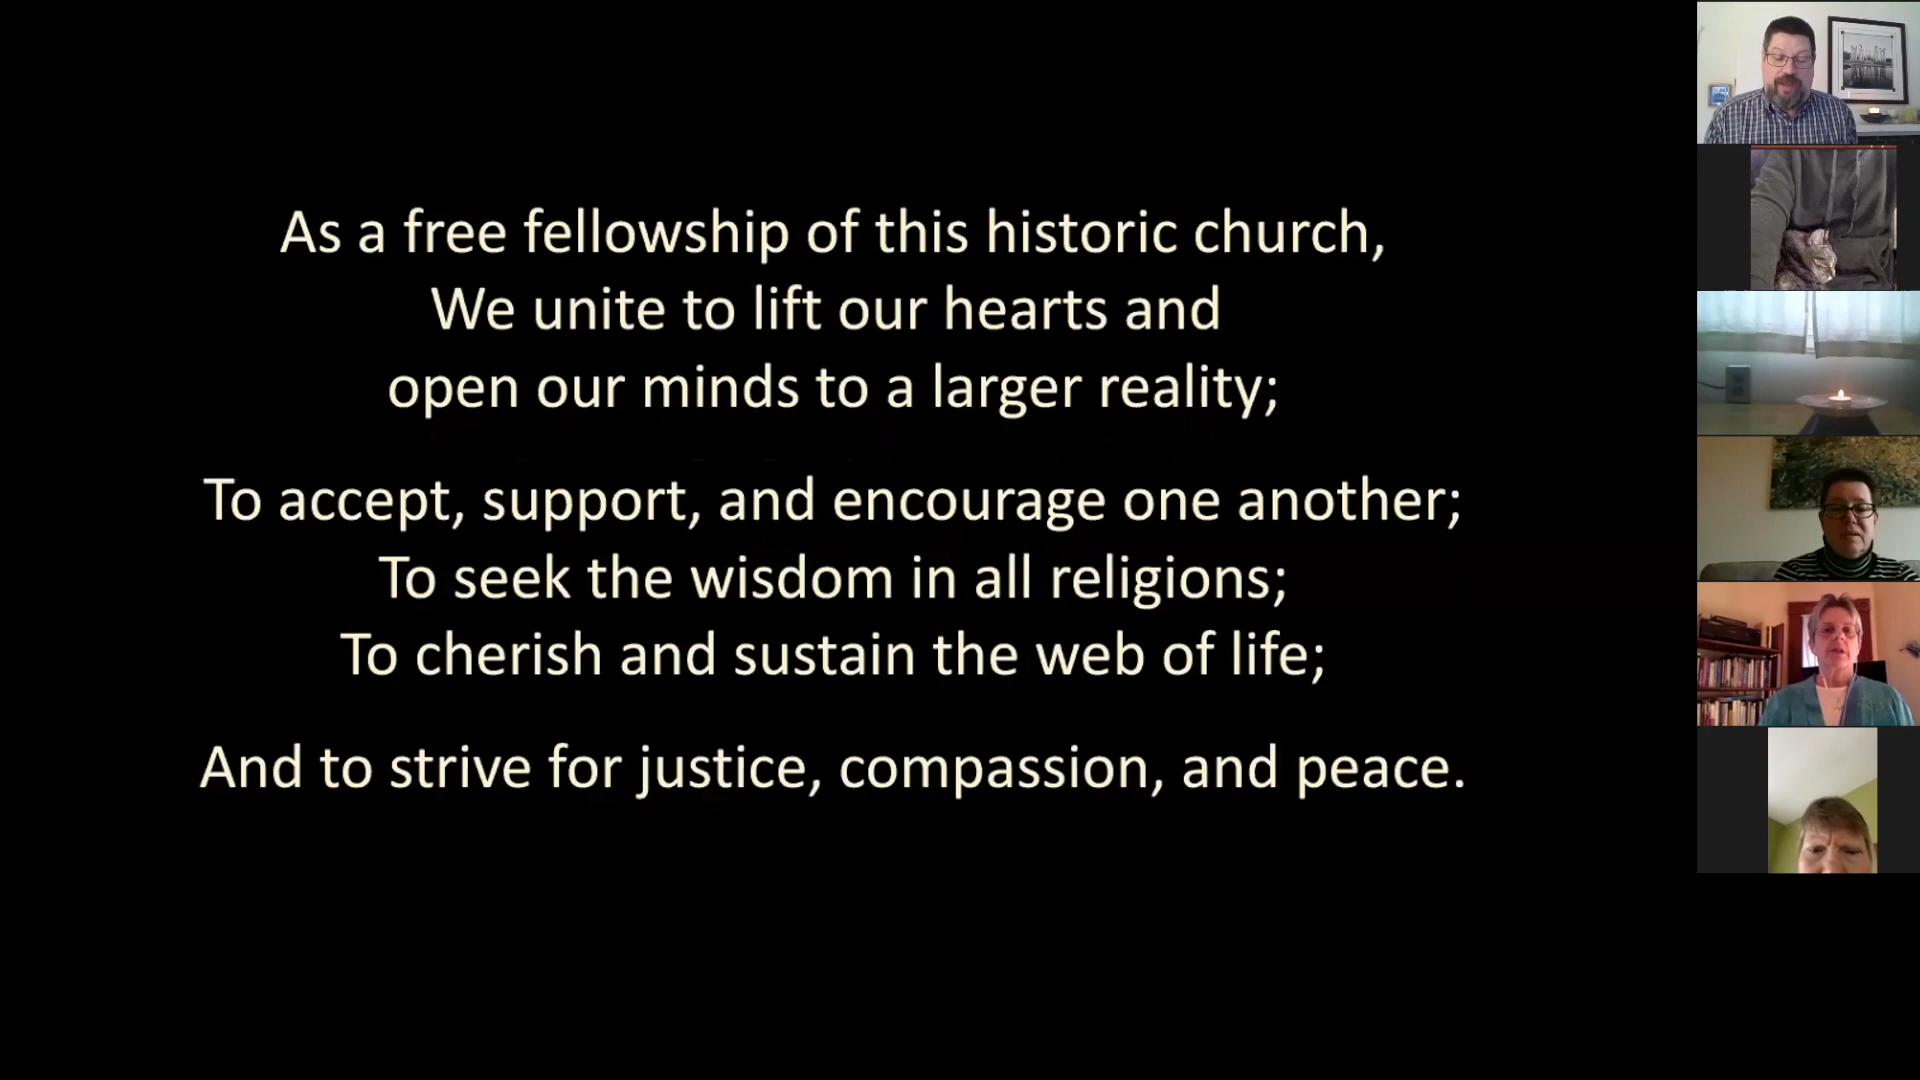 As a free fellowship of this historic church,
We unite to lift our hearts and
open our minds to a larger reality;
To accept, support, and encourage one another;
To seek the wisdom in all religions;
To cherish and sustain the web of life;
And to strive for justice, compassion, and peace.